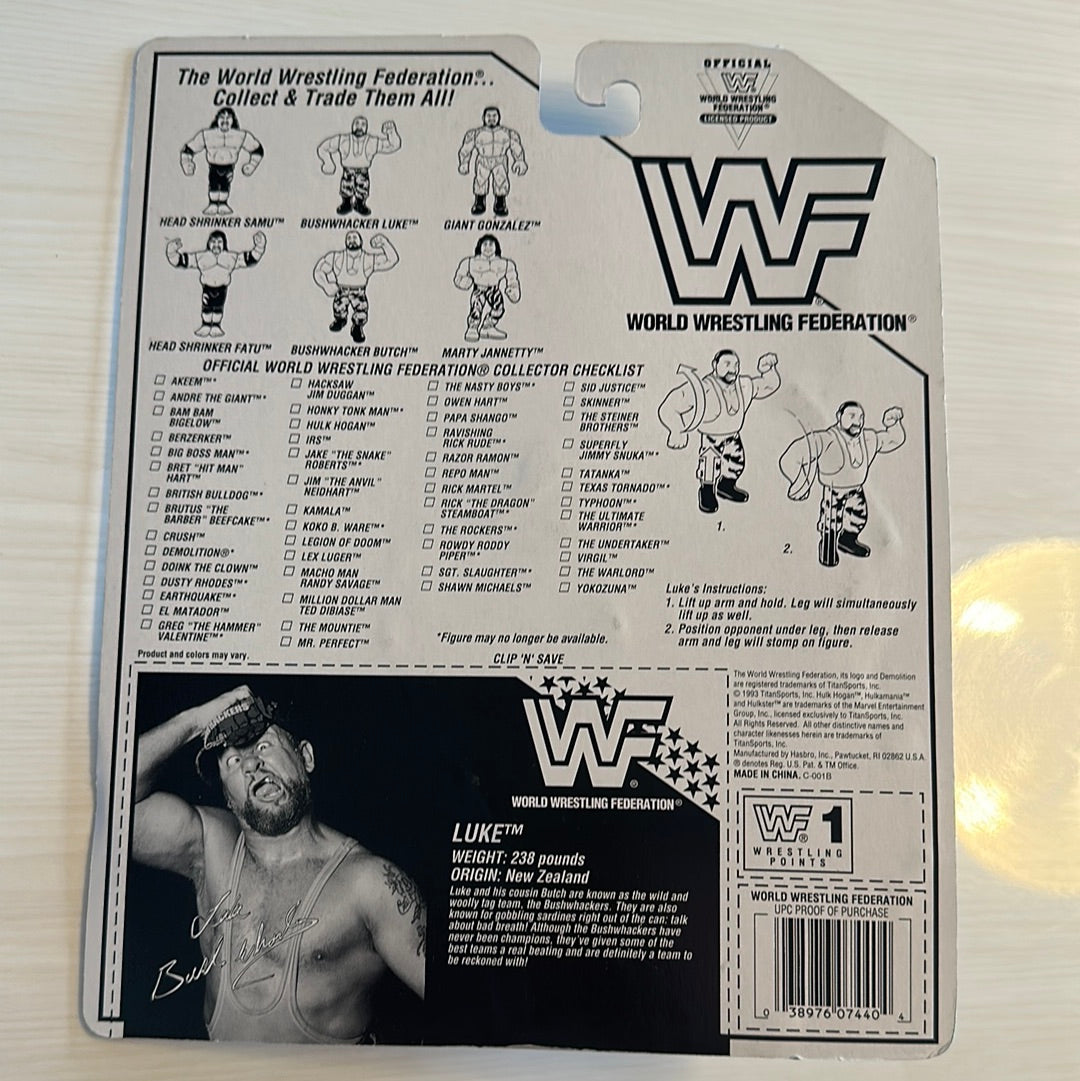 The World Wrestling Federation®...
Collect & Trade Them All!
HEAD SHRINKER SAMU™
BUSHWHACKER LUKE™
GIANT GONZALEZ™
HEAD SHRINKER FATU™
BUSHWHACKER BUTCH™
MARTY JANNETTY™
OFFICIAL
WF
WORLD WRESTLING
FEDERATION®
LICENSED PRODUCT
WF
WORLD WRESTLING FEDERATION®
OFFICIAL WORLD WRESTLING FEDERATION® COLLECTOR CHECKLIST
AKEEM™*
ANDRE THE GIANT™*
BAM BAM
BIGELOW™
BERZERKER™
BIG BOSS MAN™*
BRET "HIT MAN"
HART™
BRITISH BULLDOG™*
BRUTUS "THE
BARBER" BEEFCAKE™*
CRUSH™
DEMOLITION®*
DOINK THE CLOWN™
DUSTY RHODES™*
EARTHQUAKE™*
EL MATADOR™
GREG "THE HAMMER"
VALENTINE™*
HACKSAW
JIM DUGGAN™
HONKY TONK MAN™*
HULK HOGAN™
IRS™
JAKE "THE SNAKE"
ROBERTS™*
JIM "THE ANVIL"
NEIDHART™
KAMALA™
KOKO B. WARE™*
LEGION OF DOOM™
LEX LUGER™
MACHO MAN
RANDY SAVAGE™
MILLION DOLLAR MAN
TED DIBIASE™
THE MOUNTIE™
MR. PERFECT™
THE NASTY BOYS™*
OWEN HART™
PAPA SHANGO™
RAVISHING
RICK RUDE™*
RAZOR RAMON™
REPO MAN™
RICK MARTEL™
RICK "THE DRAGON"
STEAMBOAT™*
THE ROCKERS™*
ROWDY RODDY
PIPER™*
SGT. SLAUGHTER™*
SHAWN MICHAELS™
SID JUSTICE™
SKINNER™
THE STEINER
BROTHERS™
SUPERFLY
JIMMY SNUKA™*
TATANKA™
TEXAS TORNADO™*
TYPHOON™*
THE ULTIMATE
WARRIOR™*
THE UNDERTAKER™
VIRGIL™
THE WARLORD™
YOKOZUNA™
*Figure may no longer be available.
Product and colors may vary.
1.
2.
Luke's Instructions:
1. Lift up arm and hold. Leg will simultaneously
lift up as well.
2. Position opponent under leg, then release
arm and leg will stomp on figure.
CLIP 'N' SAVE
WF
WORLD WRESTLING FEDERATION®
LUKE™
WEIGHT: 238 pounds
ORIGIN: New Zealand
Luke and his cousin Butch are known as the wild and
woolly tag team, the Bushwhackers. They are also
known for gobbling sardines right out of the can: talk
about bad breath! Although the Bushwhackers have
never been champions, they've given some of the
best teams a real beating and are definitely a team to
be reckoned with!
The World Wrestling Federation, its logo and Demolition
are registered trademarks of TitanSports, Inc.
© 1993 TitanSports, Inc. Hulk Hogan™, Hulkamania™
and Hulkster™ are trademarks of the Marvel Entertainment
Group, Inc., licensed exclusively to TitanSports, Inc.
All Rights Reserved. All other distinctive names and
character likenesses herein are trademarks of
TitanSports, Inc.
Manufactured by Hasbro, Inc., Pawtucket, RI 02862 U.S.A.
® denotes Reg. U.S. Pat. & TM Office.
MADE IN CHINA. C-001B
WF 1
WRESTLING
POINTS
WORLD WRESTLING FEDERATION
UPC PROOF OF PURCHASE
0 38976 07440 4